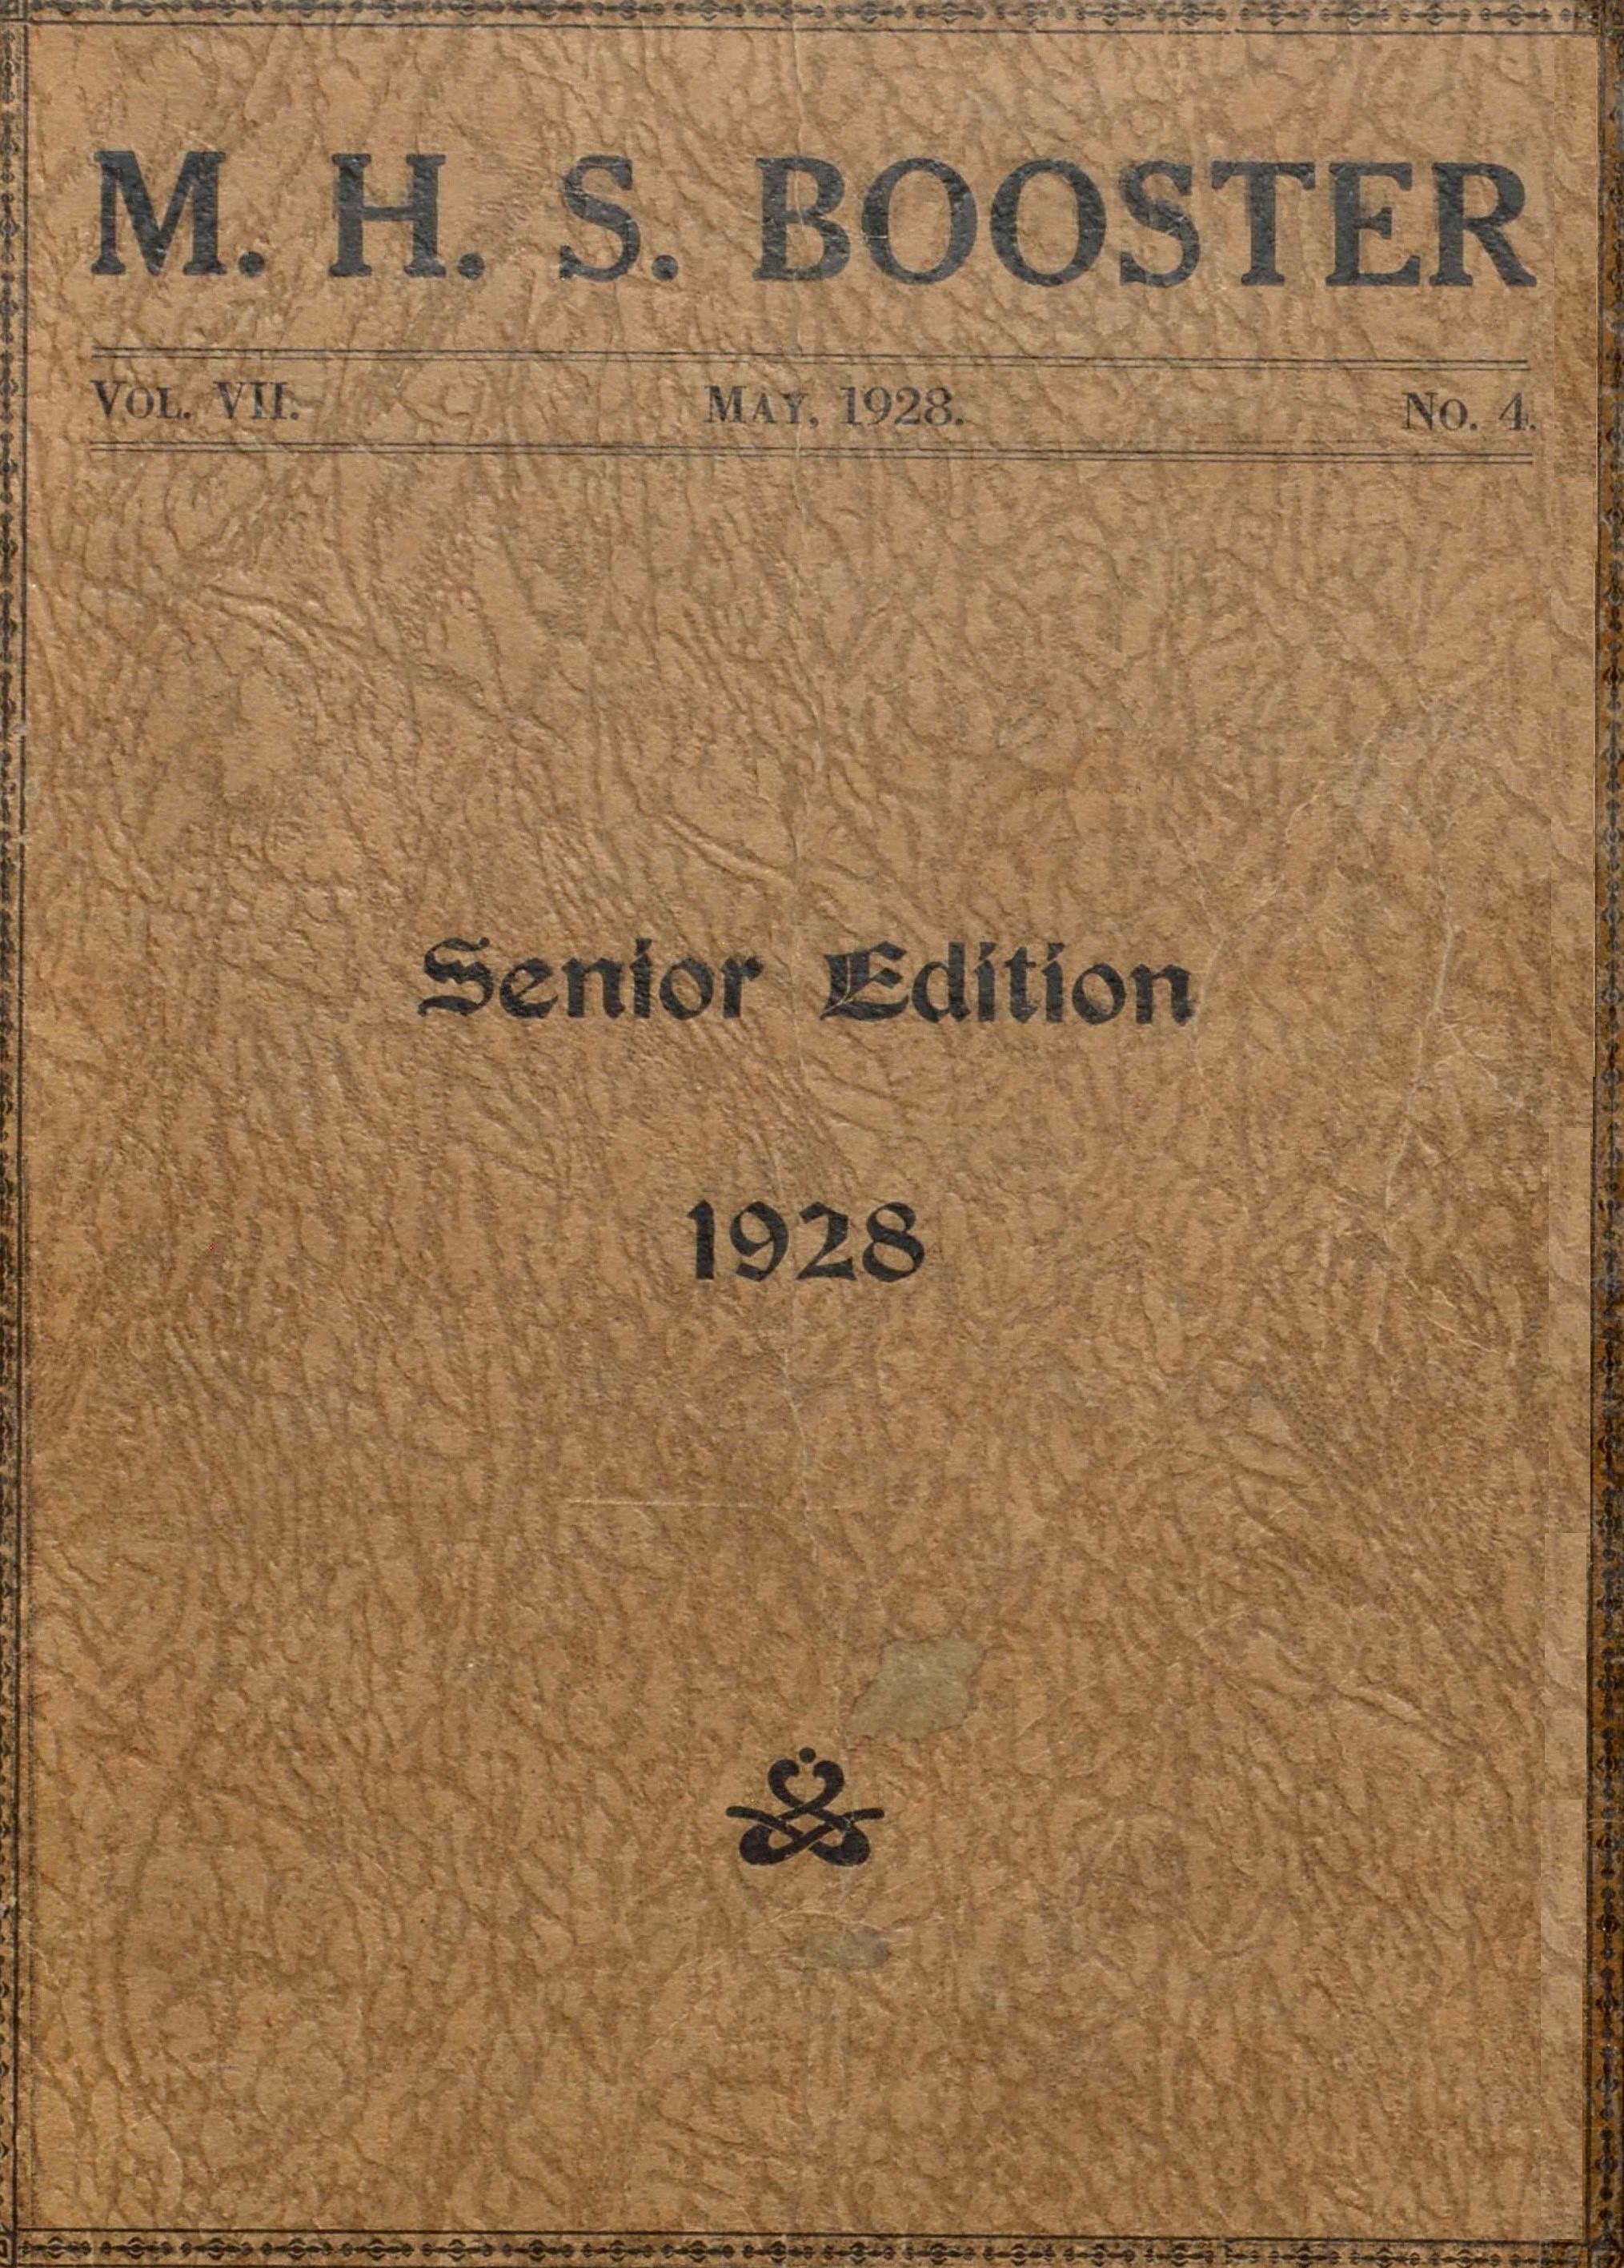 M. H. S. BOOSTER
VOL. VII. MAY, 1928. No. 4.
Senior Edition
1928